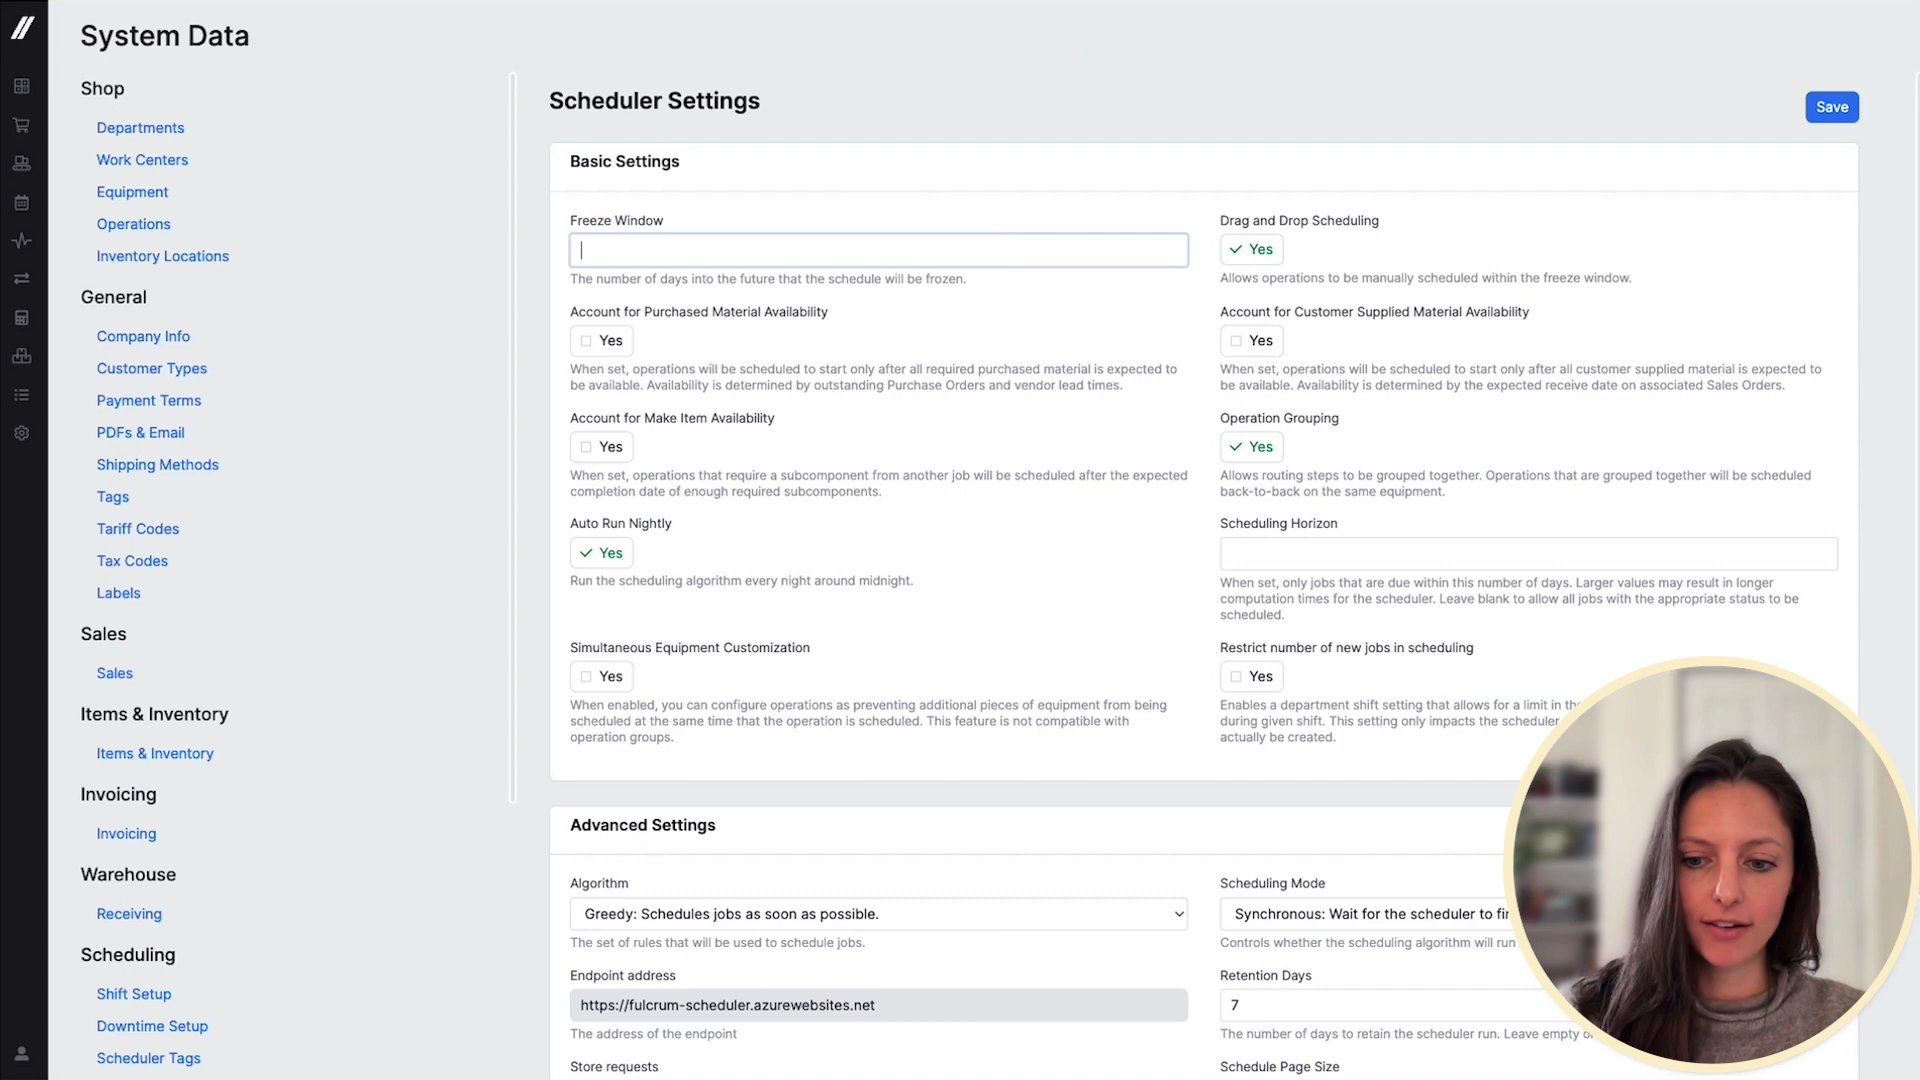 System Data
Shop
Departments
Work Centers
Equipment
Operations
Inventory Locations
General
Company Info
Customer Types
Payment Terms
PDFs & Email
Shipping Methods
Tags
Tariff Codes
Tax Codes
Labels
Sales
Sales
Items & Inventory
Items & Inventory
Invoicing
Invoicing
Warehouse
Receiving
Scheduling
Shift Setup
Downtime Setup
Scheduler Tags
Scheduler Settings
Save
Basic Settings
Freeze Window
The number of days into the future that the schedule will be frozen.
Drag and Drop Scheduling
Yes
Allows operations to be manually scheduled within the freeze window.
Account for Purchased Material Availability
Yes
When set, operations will be scheduled to start only after all required purchased material is expected to
be available. Availability is determined by outstanding Purchase Orders and vendor lead times.
Account for Customer Supplied Material Availability
Yes
When set, operations will be scheduled to start only after all customer supplied material is expected to
be available. Availability is determined by the expected receive date on associated Sales Orders.
Account for Make Item Availability
Yes
When set, operations that require a subcomponent from another job will be scheduled after the expected
completion date of enough required subcomponents.
Operation Grouping
Yes
Allows routing steps to be grouped together. Operations that are grouped together will be scheduled
back-to-back on the same equipment.
Auto Run Nightly
Yes
Run the scheduling algorithm every night around midnight.
Scheduling Horizon
When set, only jobs that are due within this number of days. Larger values may result in longer
computation times for the scheduler. Leave blank to allow all jobs with the appropriate status to be
scheduled.
Simultaneous Equipment Customization
Yes
When enabled, you can configure operations as preventing additional pieces of equipment from being
scheduled at the same time that the operation is scheduled. This feature is not compatible with
operation groups.
Restrict number of new jobs in scheduling
Yes
Enables a department shift setting that allows for a limit in
during given shift. This setting only impacts the scheduler
actually be created.
Advanced Settings
Algorithm
Greedy: Schedules jobs as soon as possible.
The set of rules that will be used to schedule jobs.
Scheduling Mode
Synchronous: Wait for the scheduler to
Controls whether the scheduling algorithm will run
Endpoint address
https://fulcrum-scheduler.azurewebsites.net
The address of the endpoint
Retention Days
7
The number of days to retain the scheduler run. Leave empty
Store requests
Schedule Page Size